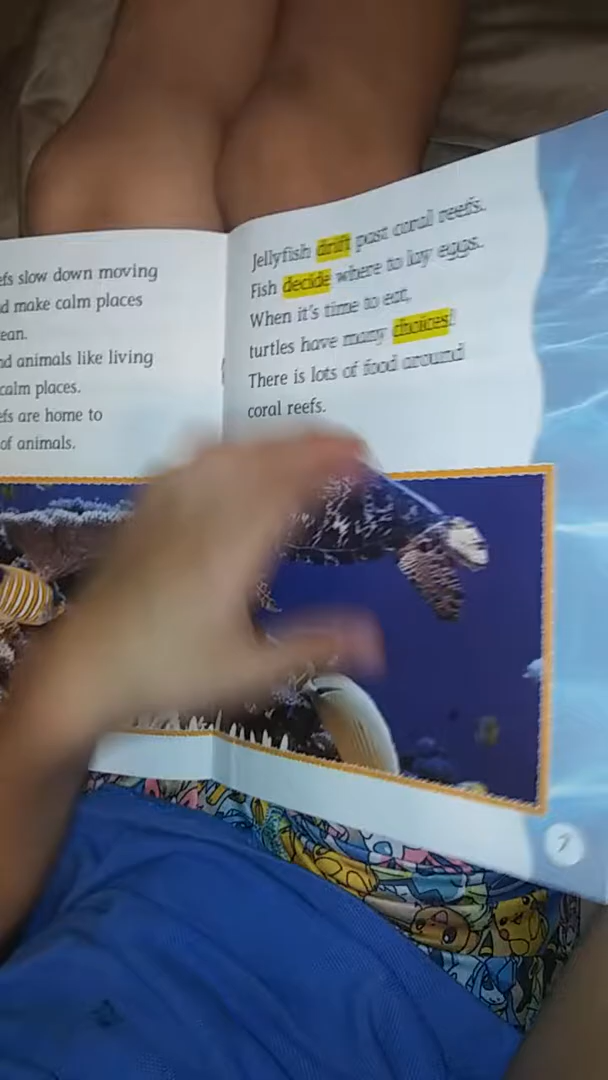 efs slow down moving
d make calm places
ean.
nd animals like living
calm places.
efs are home to
of animals.
Jellyfish drift past coral reefs.
Fish decide where to lay eggs.
When it's time to eat,
turtles have many choices!
There is lots of food around
coral reefs.
7